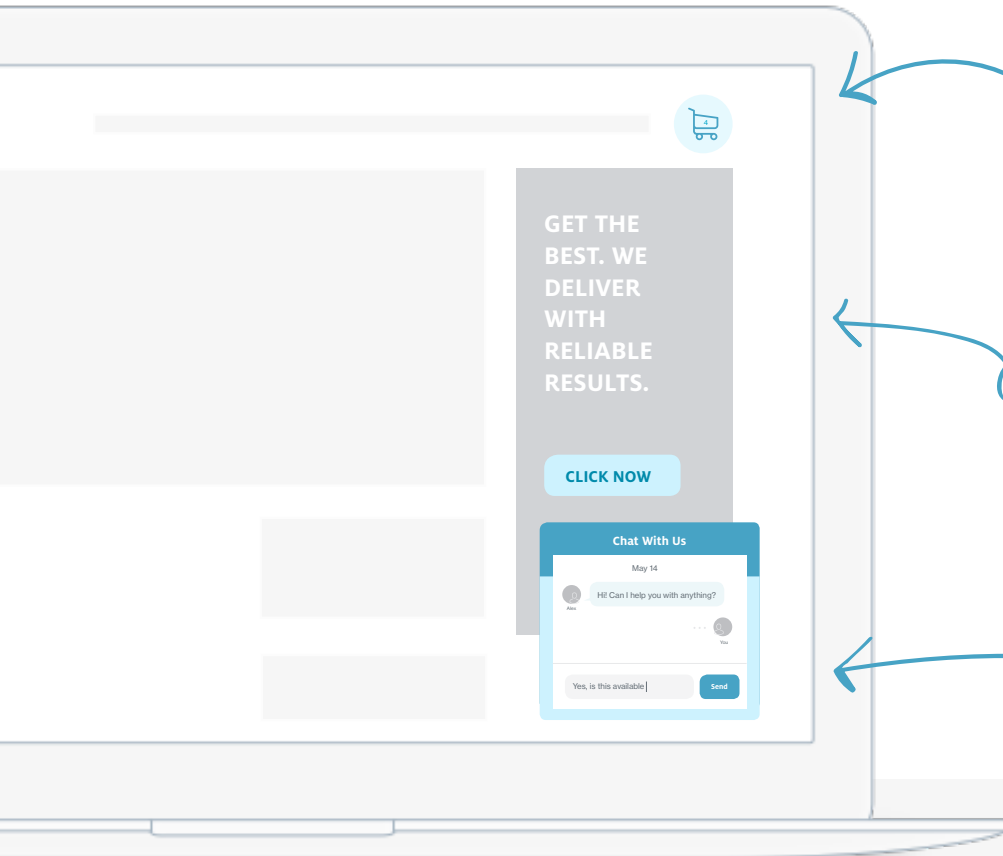 4
GET THE
BEST. WE
DELIVER
WITH
RELIABLE
RESULTS.
CLICK NOW
Chat With Us
May 14
Hi! Can I help you with anything?
Alex
You
Yes, is this available
Send